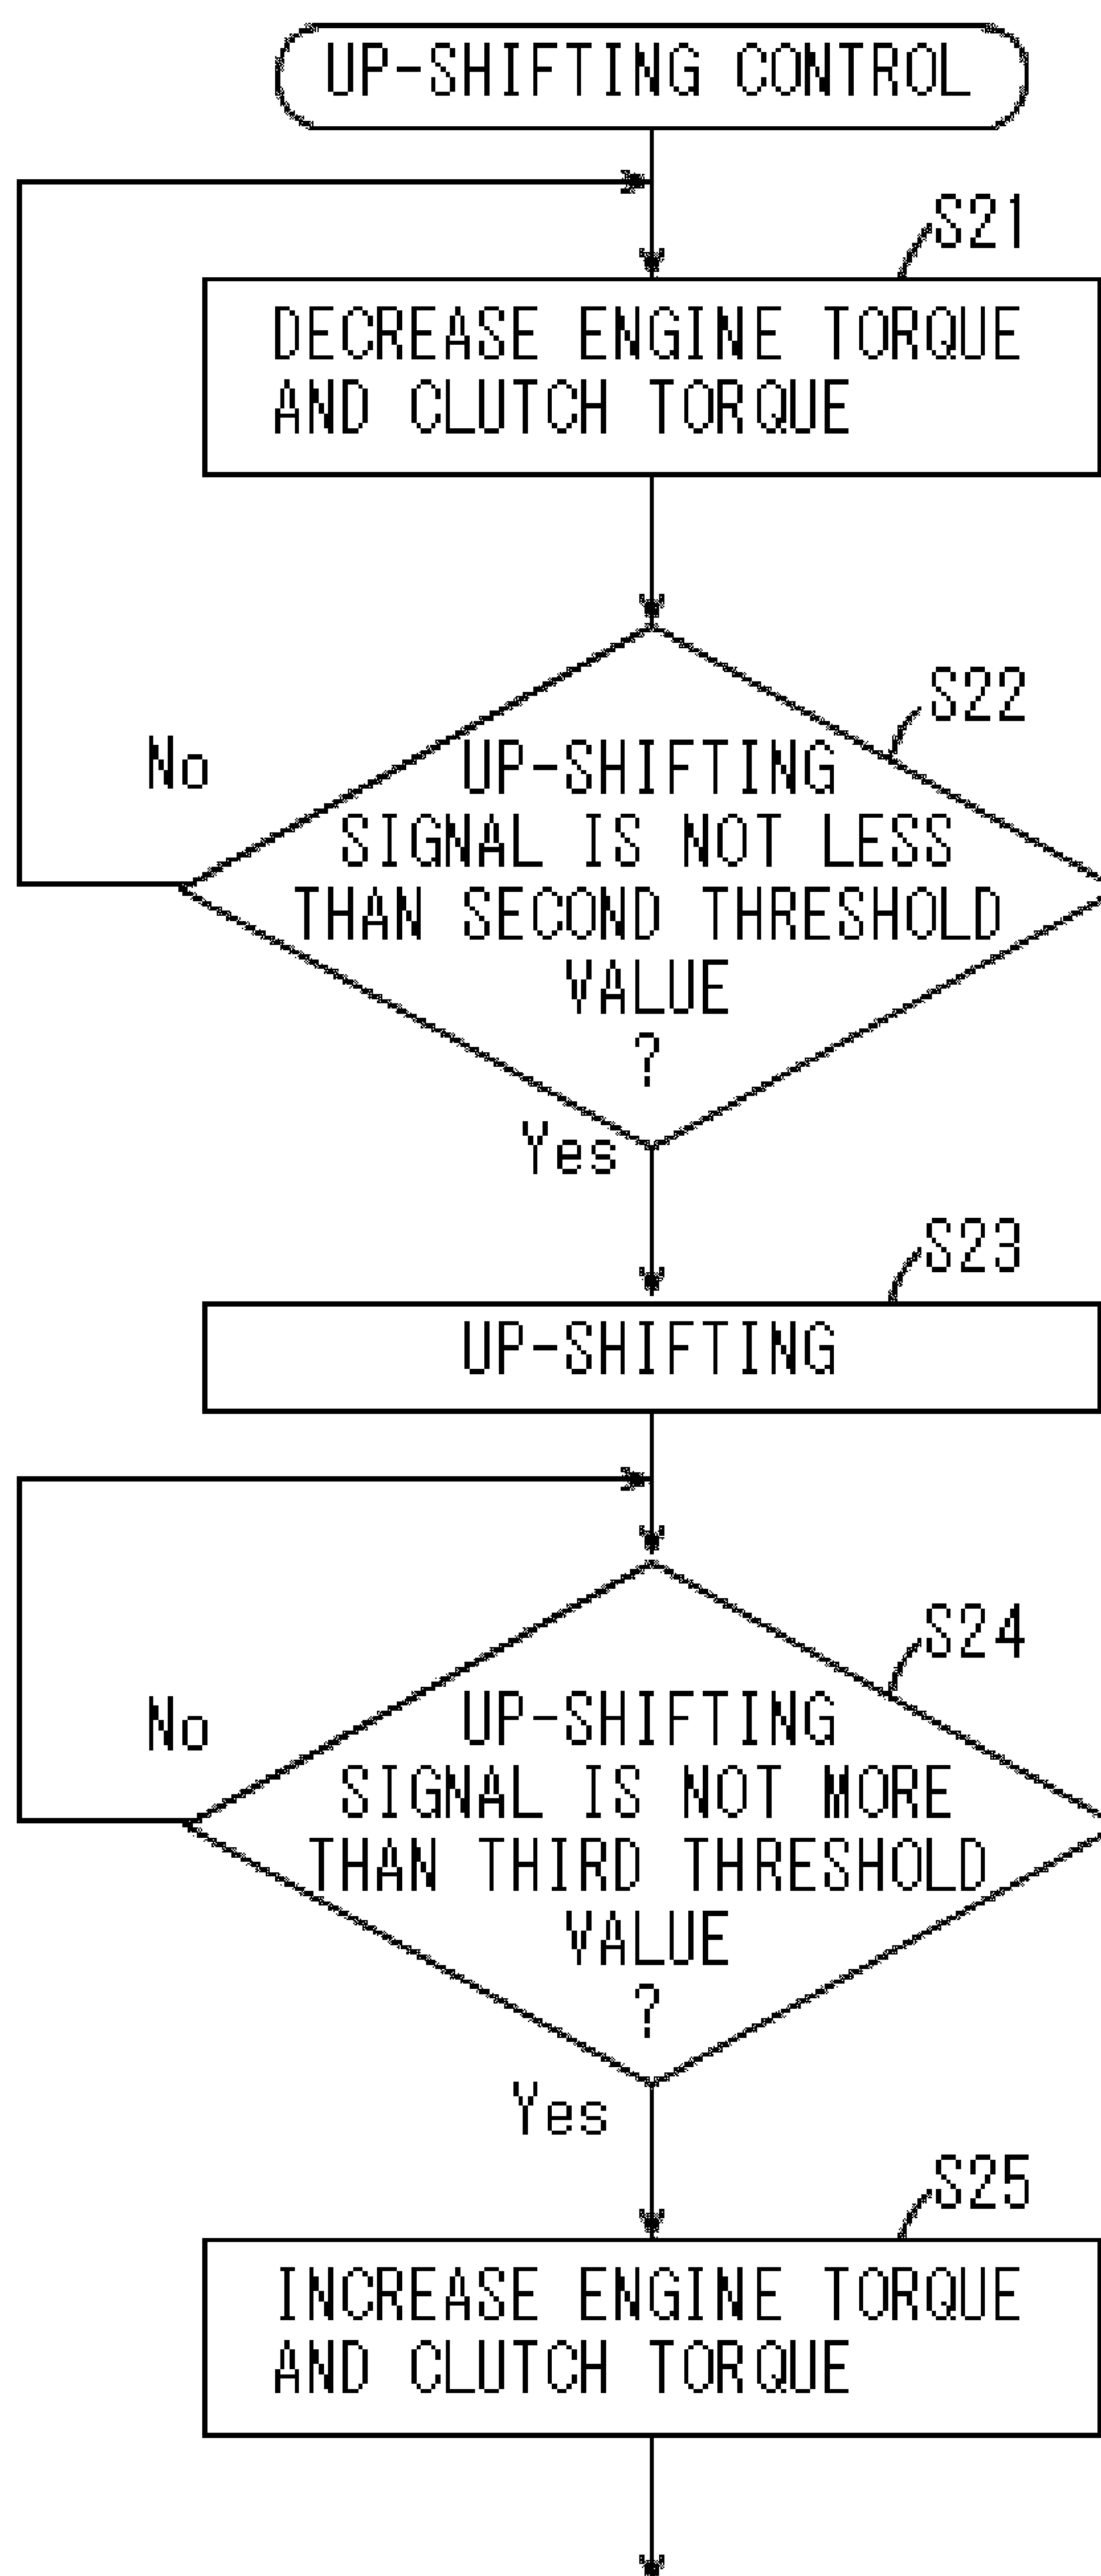 UP-SHIFTING CONTROL
S21
DECREASE ENGINE TORQUE
AND CLUTCH TORQUE
S22
No
UP-SHIFTING
SIGNAL IS NOT LESS
THAN SECOND THRESHOLD
VALUE
?
Yes
S23
UP-SHIFTING
S24
No
UP-SHIFTING
SIGNAL IS NOT MORE
THAN THIRD THRESHOLD
VALUE
?
Yes
S25
INCREASE ENGINE TORQUE
AND CLUTCH TORQUE